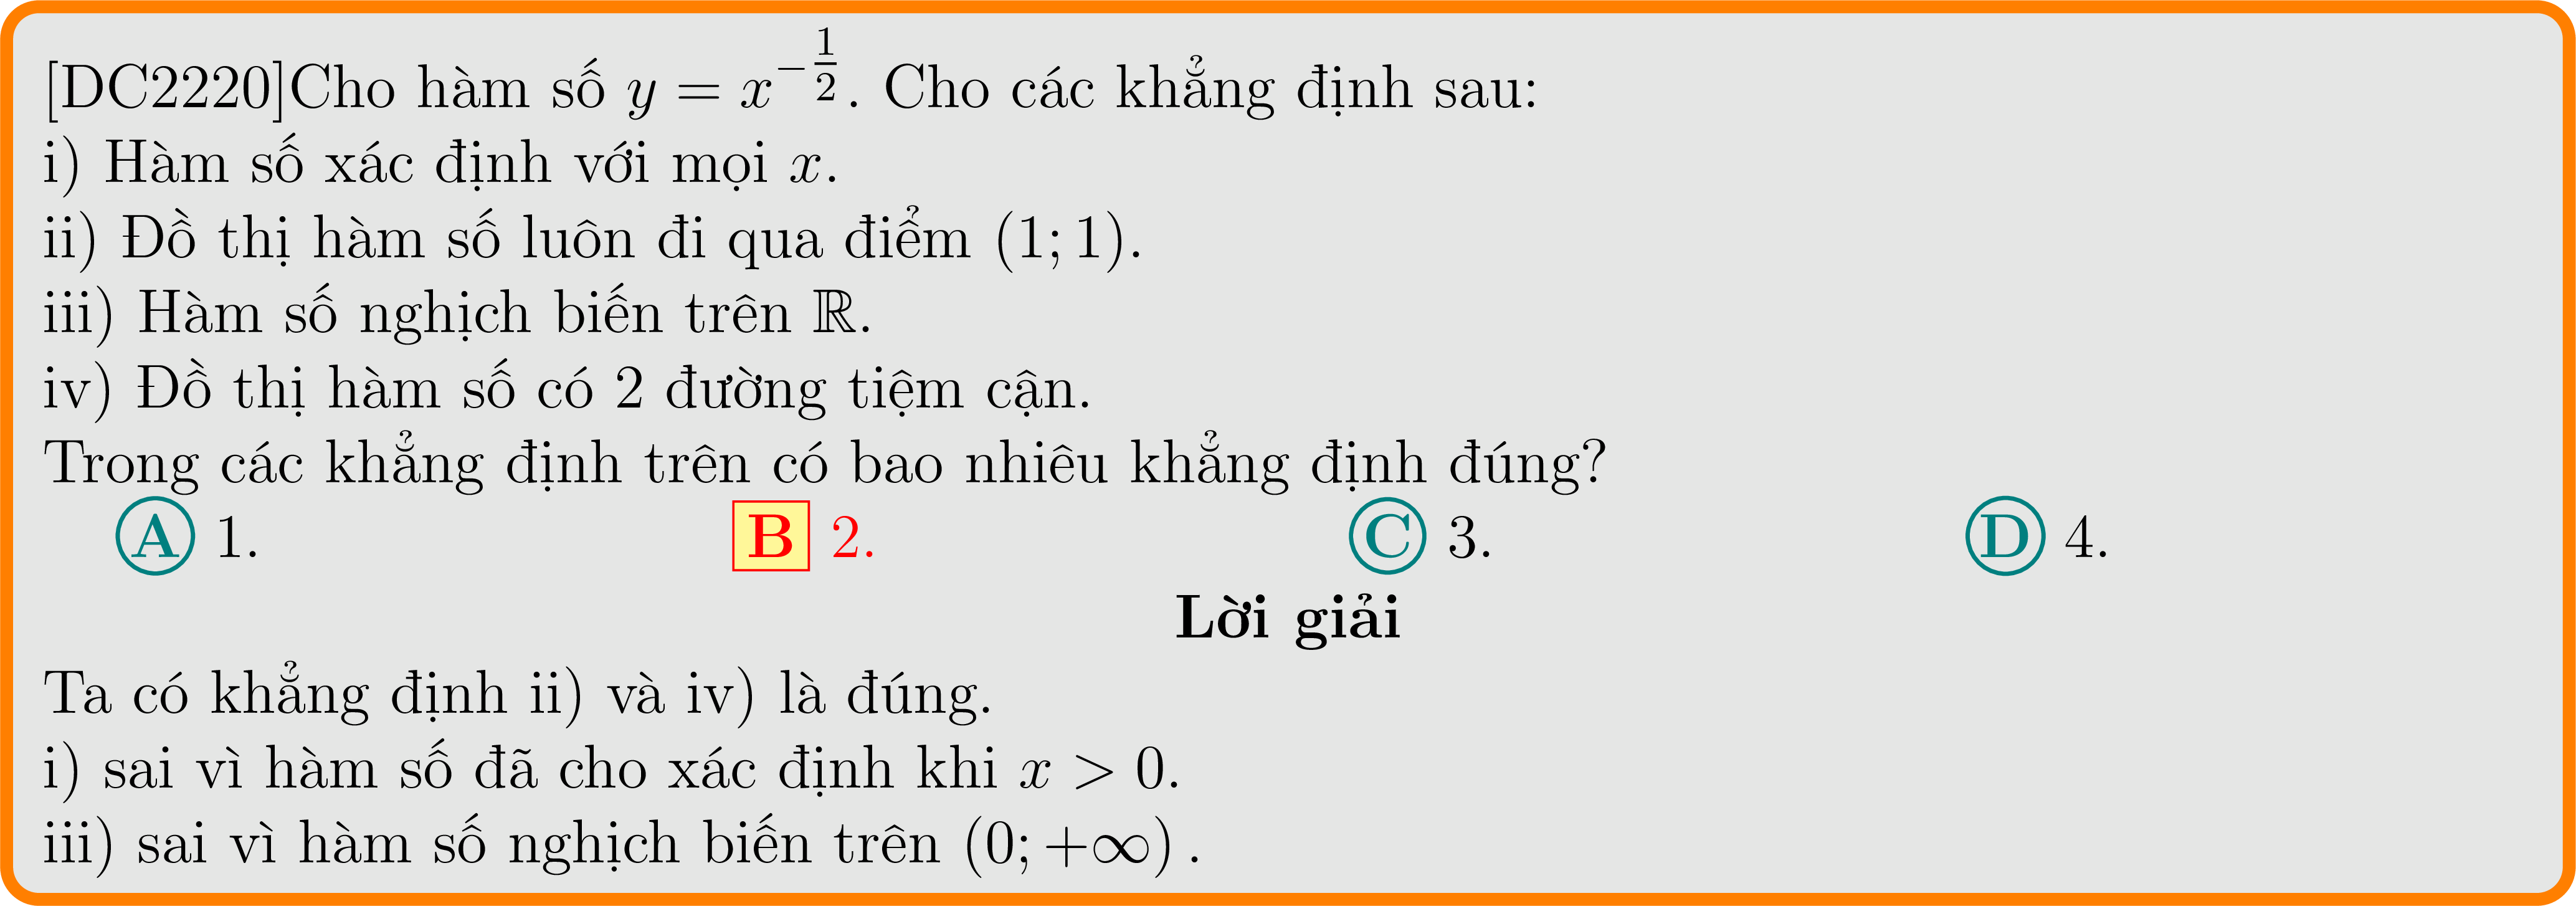 [DC2220]Cho hàm số $y = x^{-\frac{1}{2}}$. Cho các khẳng định sau:
i) Hàm số xác định với mọi $x$.
ii) Đồ thị hàm số luôn đi qua điểm $(1; 1)$.
iii) Hàm số nghịch biến trên $\mathbb{R}$.
iv) Đồ thị hàm số có 2 đường tiệm cận.
Trong các khẳng định trên có bao nhiêu khẳng định đúng?
A 1. B 2. C 3. D 4.
Lời giải
Ta có khẳng định ii) và iv) là đúng.
i) sai vì hàm số đã cho xác định khi $x > 0$.
iii) sai vì hàm số nghịch biến trên $(0; +\infty)$.